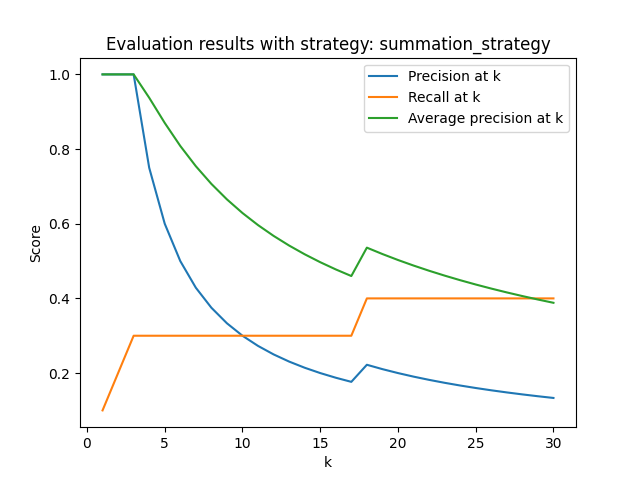 Evaluation results with strategy: summation_strategy
Precision at k
Recall at k
Average precision at k
Score
1.0
0.8
0.6
0.4
0.2
0 5 10 15 20 25 30
k